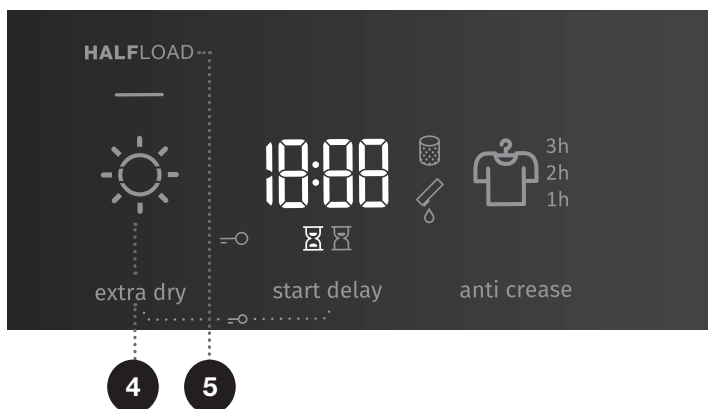 HALFLOAD
18:88
3h
2h
1h
extra dry
start delay
anti crease
4
5